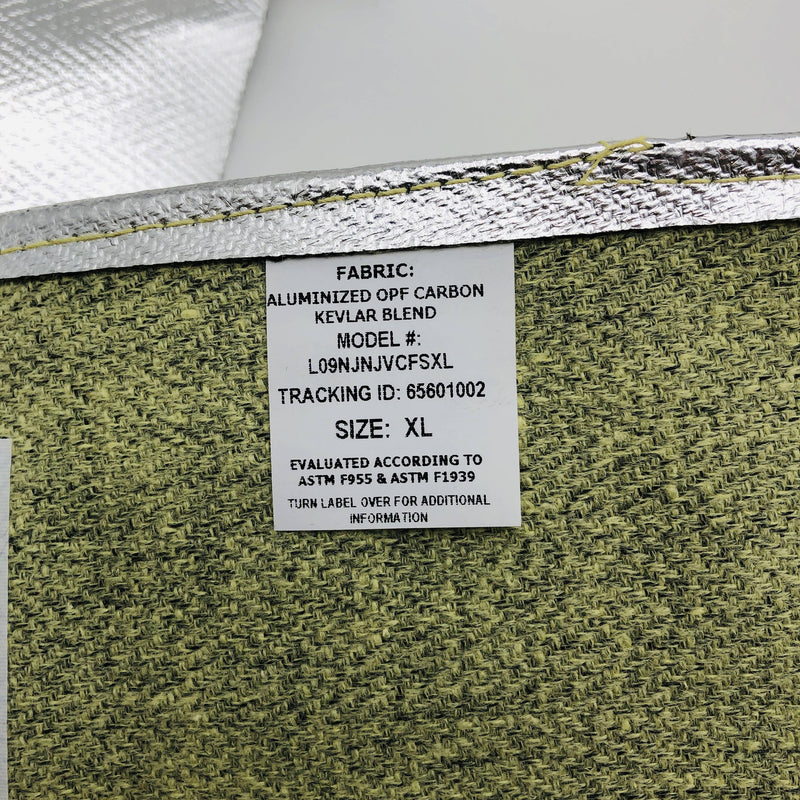 FABRIC:
ALUMINIZED OPF CARBON
KEVLAR BLEND
MODEL #:
L09NJNJVCFSXL
TRACKING ID: 65601002
SIZE: XL
EVALUATED ACCORDING TO
ASTM F955 & ASTM F1939
TURN LABEL OVER FOR ADDITIONAL
INFORMATION